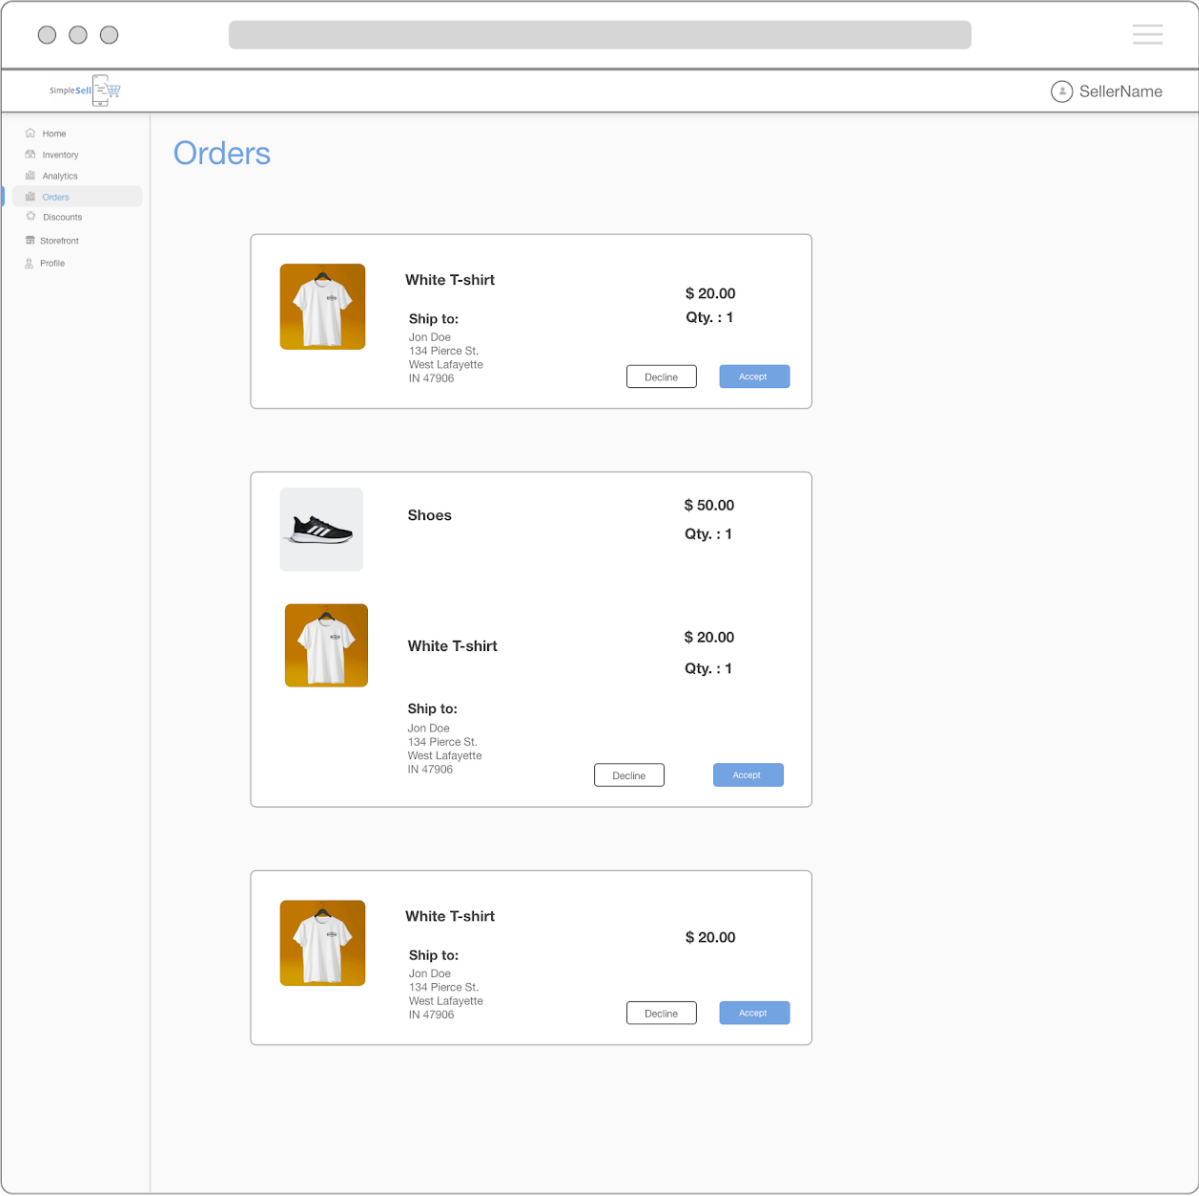 SimpleSell
SellerName
Home
Inventory
Analytics
Orders
Discounts
Storefront
Profile
Orders
White T-shirt
$ 20.00
Qty. : 1
Ship to:
Jon Doe
134 Pierce St.
West Lafayette
IN 47906
Decline
Accept
Shoes
$ 50.00
Qty. : 1
White T-shirt
$ 20.00
Qty. : 1
Ship to:
Jon Doe
134 Pierce St.
West Lafayette
IN 47906
Decline
Accept
White T-shirt
$ 20.00
Ship to:
Jon Doe
134 Pierce St.
West Lafayette
IN 47906
Decline
Accept